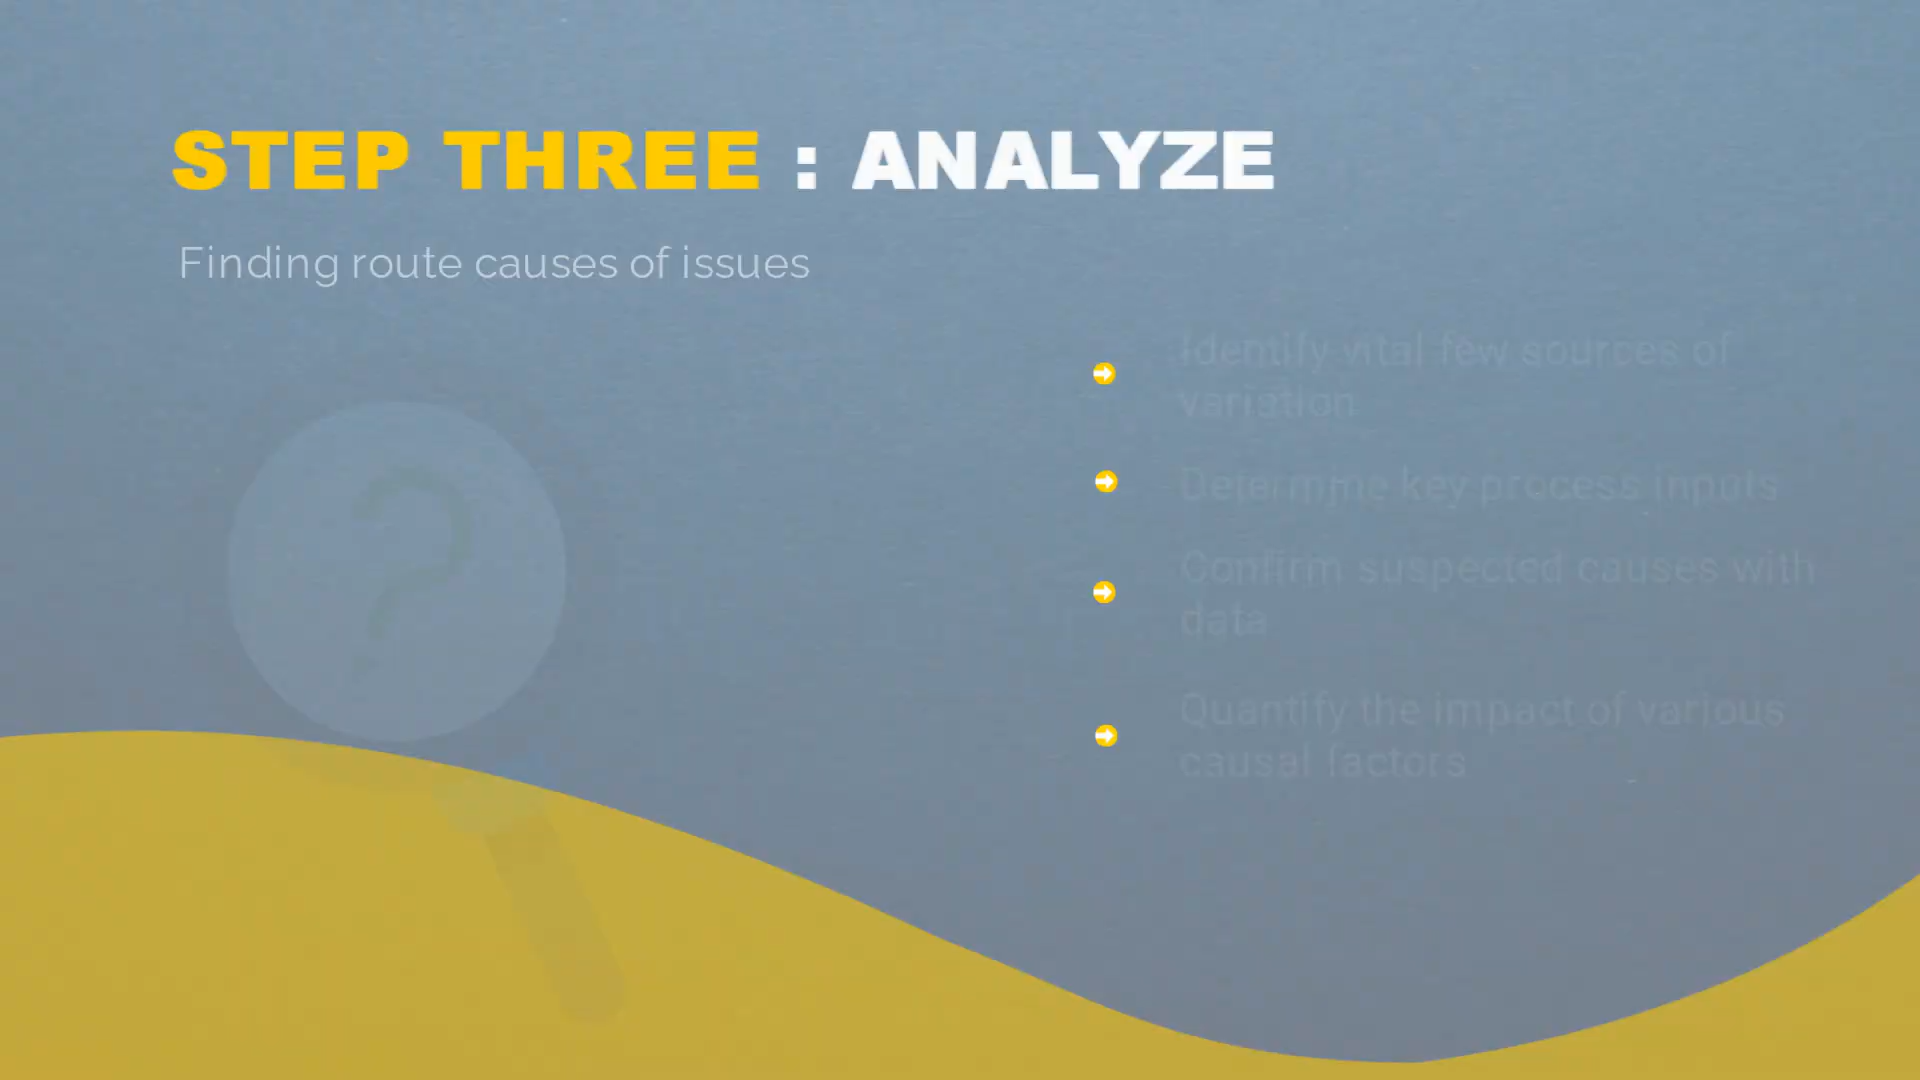 STEP THREE : ANALYZE
Finding route causes of issues
Identify vital few sources of
variation
Determine key process inputs
Confirm suspected causes with
data
Quantify the impact of various
causal factors
?